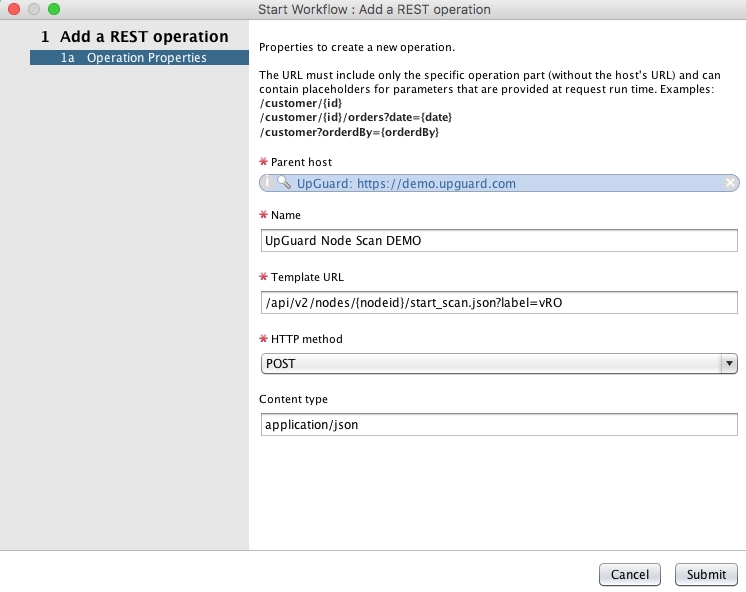 Start Workflow : Add a REST operation
1 Add a REST operation
1a Operation Properties
Properties to create a new operation.
The URL must include only the specific operation part (without the host's URL) and can
contain placeholders for parameters that are provided at request run time. Examples:
/customer/{id}
/customer/{id}/orders?date={date}
/customer?orderdBy={orderdBy}
* Parent host
i UpGuard: https://demo.upguard.com
* Name
UpGuard Node Scan DEMO
* Template URL
/api/v2/nodes/{nodeid}/start_scan.json?label=vRO
* HTTP method
POST
Content type
application/json
Cancel Submit